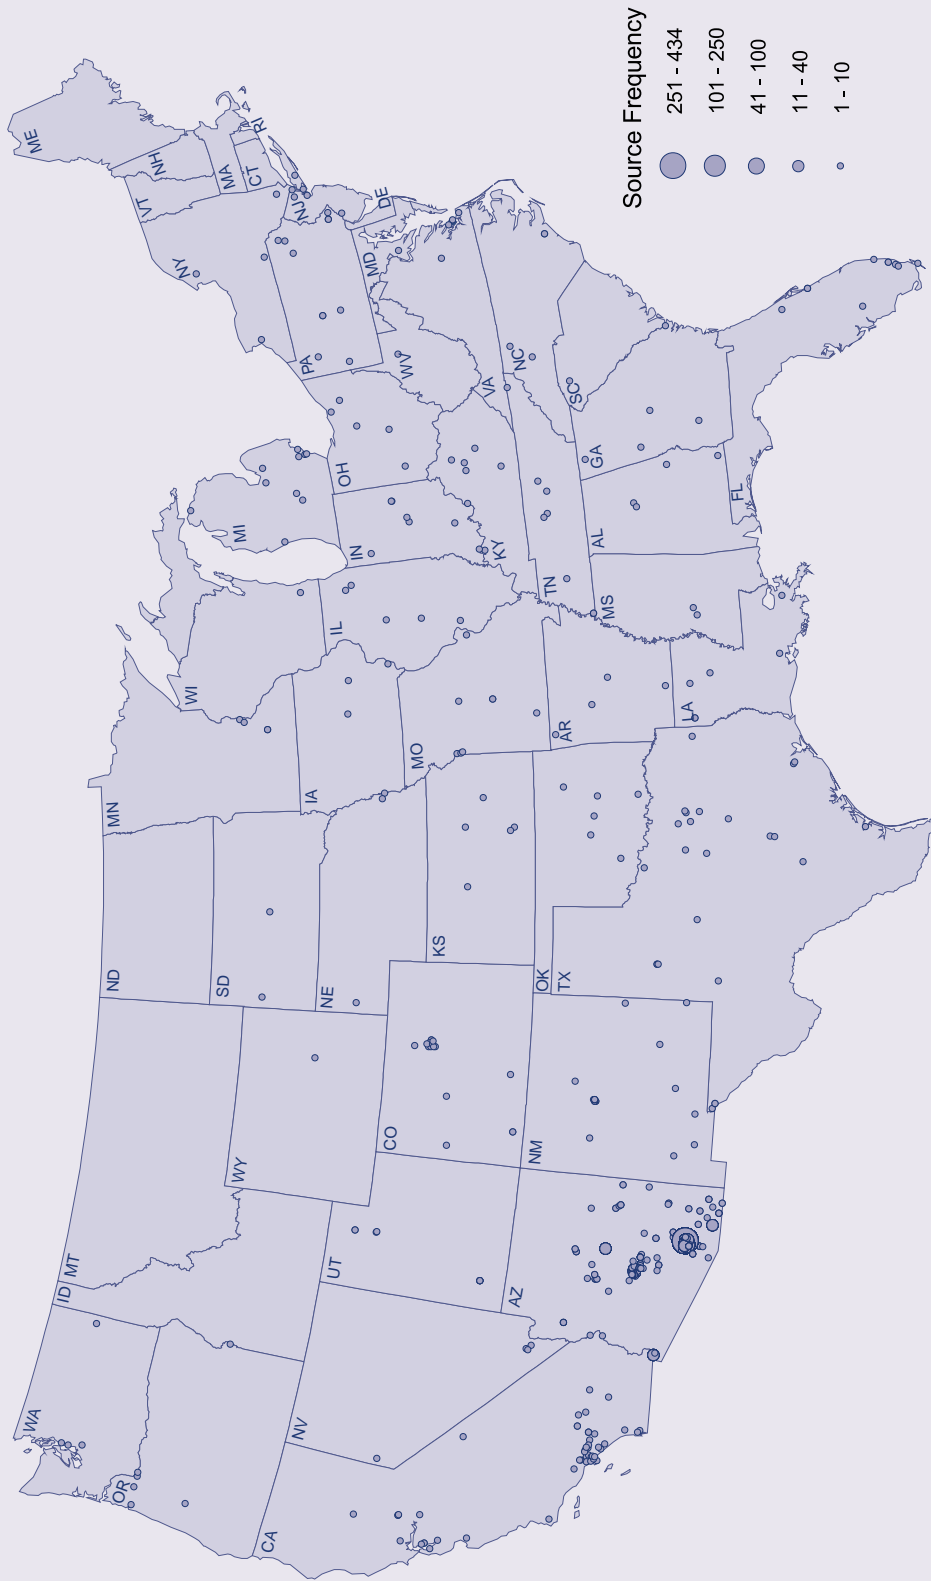 WA
ID
MT
ND
MN
WI
MI
NY
VT
NH
ME
MA
CT
RI
OR
WY
SD
IA
IL
IN
OH
PA
NJ
DE
MD
CA
NV
UT
CO
NE
KS
MO
KY
WV
VA
AZ
NM
OK
TX
AR
TN
NC
SC
LA
MS
AL
GA
FL
Source Frequency
251 - 434
101 - 250
41 - 100
11 - 40
1 - 10